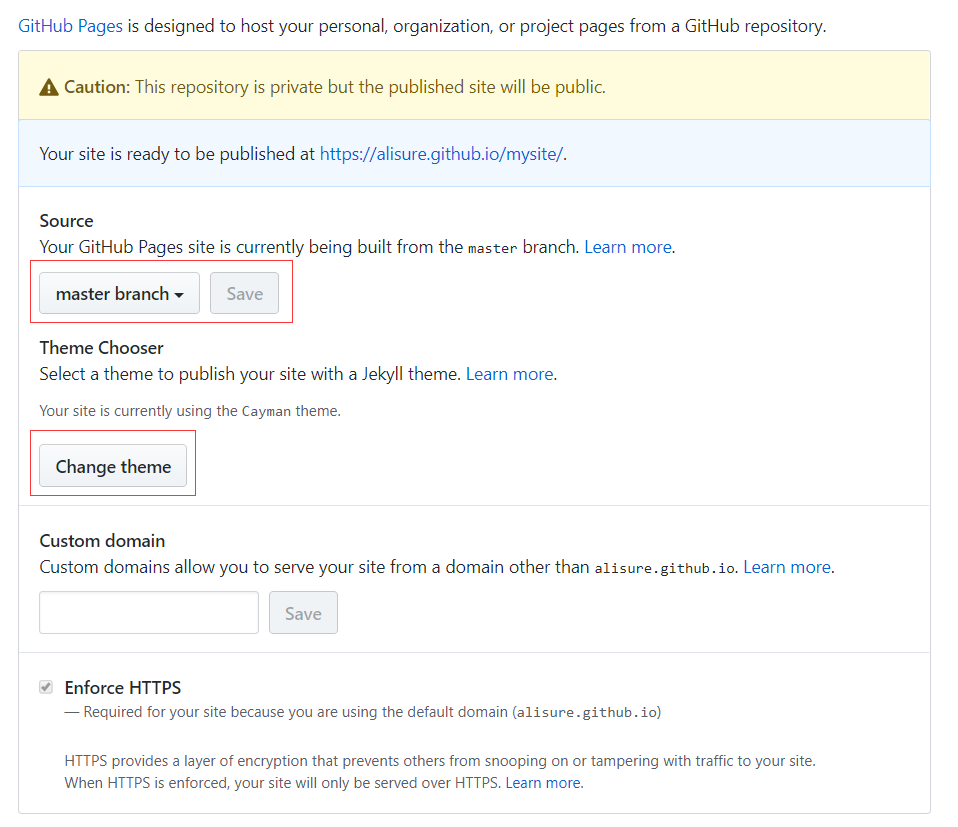 GitHub Pages is designed to host your personal, organization, or project pages from a GitHub repository.
Caution: This repository is private but the published site will be public.
Your site is ready to be published at https://alisure.github.io/mysite/.
Source
Your GitHub Pages site is currently being built from the master branch. Learn more.
master branch Save
Theme Chooser
Select a theme to publish your site with a Jekyll theme. Learn more.
Your site is currently using the Cayman theme.
Change theme
Custom domain
Custom domains allow you to serve your site from a domain other than alisure.github.io. Learn more.
Save
Enforce HTTPS
— Required for your site because you are using the default domain (alisure.github.io)
HTTPS provides a layer of encryption that prevents others from snooping on or tampering with traffic to your site.
When HTTPS is enforced, your site will only be served over HTTPS. Learn more.